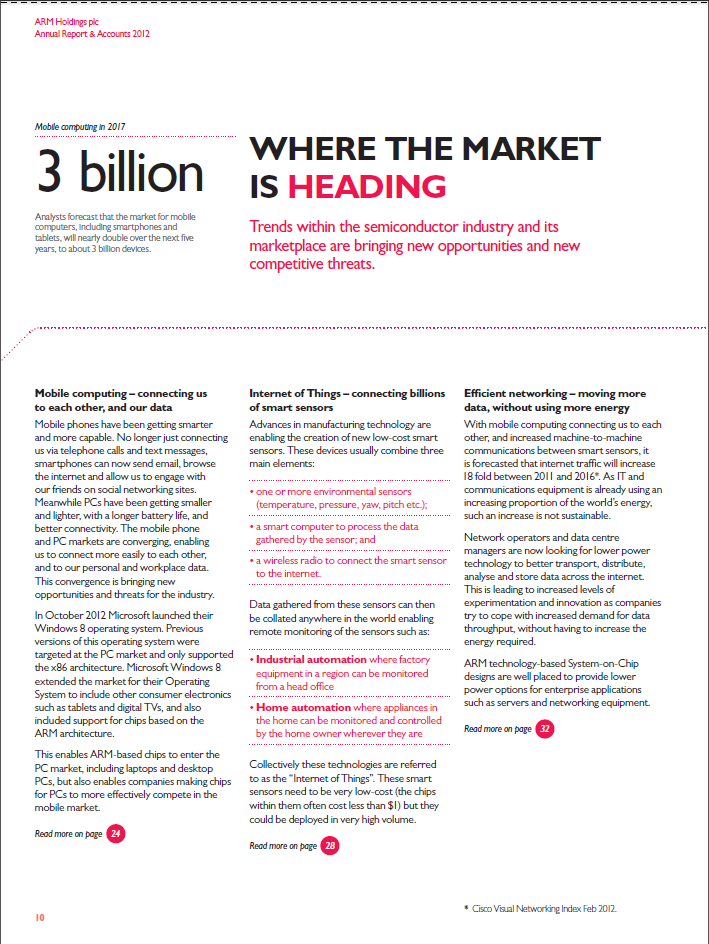 ARM Holdings plc
Annual Report & Accounts 2012
Mobile computing in 2017
3 billion
Analysts forecast that the market for mobile
computers, including smartphones and
tablets, will nearly double over the next five
years, to about 3 billion devices.
WHERE THE MARKET
IS HEADING
Trends within the semiconductor industry and its
marketplace are bringing new opportunities and new
competitive threats.
Mobile computing – connecting us
to each other, and our data
Mobile phones have been getting smarter
and more capable. No longer just connecting
us via telephone calls and text messages,
smartphones can now send email, browse
the internet and allow us to engage with
our friends on social networking sites.
Meanwhile PCs have been getting smaller
and lighter, with a longer battery life, and
better connectivity. The mobile phone
and PC markets are converging, enabling
us to connect more easily to each other,
and to our personal and workplace data.
This convergence is bringing new
opportunities and threats for the industry.
In October 2012 Microsoft launched their
Windows 8 operating system. Previous
versions of this operating system were
targeted at the PC market and only supported
the x86 architecture. Microsoft Windows 8
extended the market for their Operating
System to include other consumer electronics
such as tablets and digital TVs, and also
included support for chips based on the
ARM architecture.
This enables ARM-based chips to enter the
PC market, including laptops and desktop
PCs, but also enables companies making chips
for PCs to more effectively compete in the
mobile market.
Read more on page 24
Internet of Things – connecting billions
of smart sensors
Advances in manufacturing technology are
enabling the creation of new low-cost smart
sensors. These devices usually combine three
main elements:
• one or more environmental sensors
(temperature, pressure, yaw, pitch etc.);
• a smart computer to process the data
gathered by the sensor; and
• a wireless radio to connect the smart sensor
to the internet.
Data gathered from these sensors can then
be collated anywhere in the world enabling
remote monitoring of the sensors such as:
• Industrial automation where factory
equipment in a region can be monitored
from a head office
• Home automation where appliances in
the home can be monitored and controlled
by the home owner wherever they are
Collectively these technologies are referred
to as the “Internet of Things”. These smart
sensors need to be very low-cost (the chips
within them often cost less than $1) but they
could be deployed in very high volume.
Read more on page 28
Efficient networking – moving more
data, without using more energy
With mobile computing connecting us to each
other, and increased machine-to-machine
communications between smart sensors, it
is forecasted that internet traffic will increase
18 fold between 2011 and 2016*. As IT and
communications equipment is already using an
increasing proportion of the world’s energy,
such an increase is not sustainable.
Network operators and data centre
managers are now looking for lower power
technology to better transport, distribute,
analyse and store data across the internet.
This is leading to increased levels of
experimentation and innovation as companies
try to cope with increased demand for data
throughput, without having to increase the
energy required.
ARM technology-based System-on-Chip
designs are well placed to provide lower
power options for enterprise applications
such as servers and networking equipment.
Read more on page 32
* Cisco Visual Networking Index Feb 2012.
10